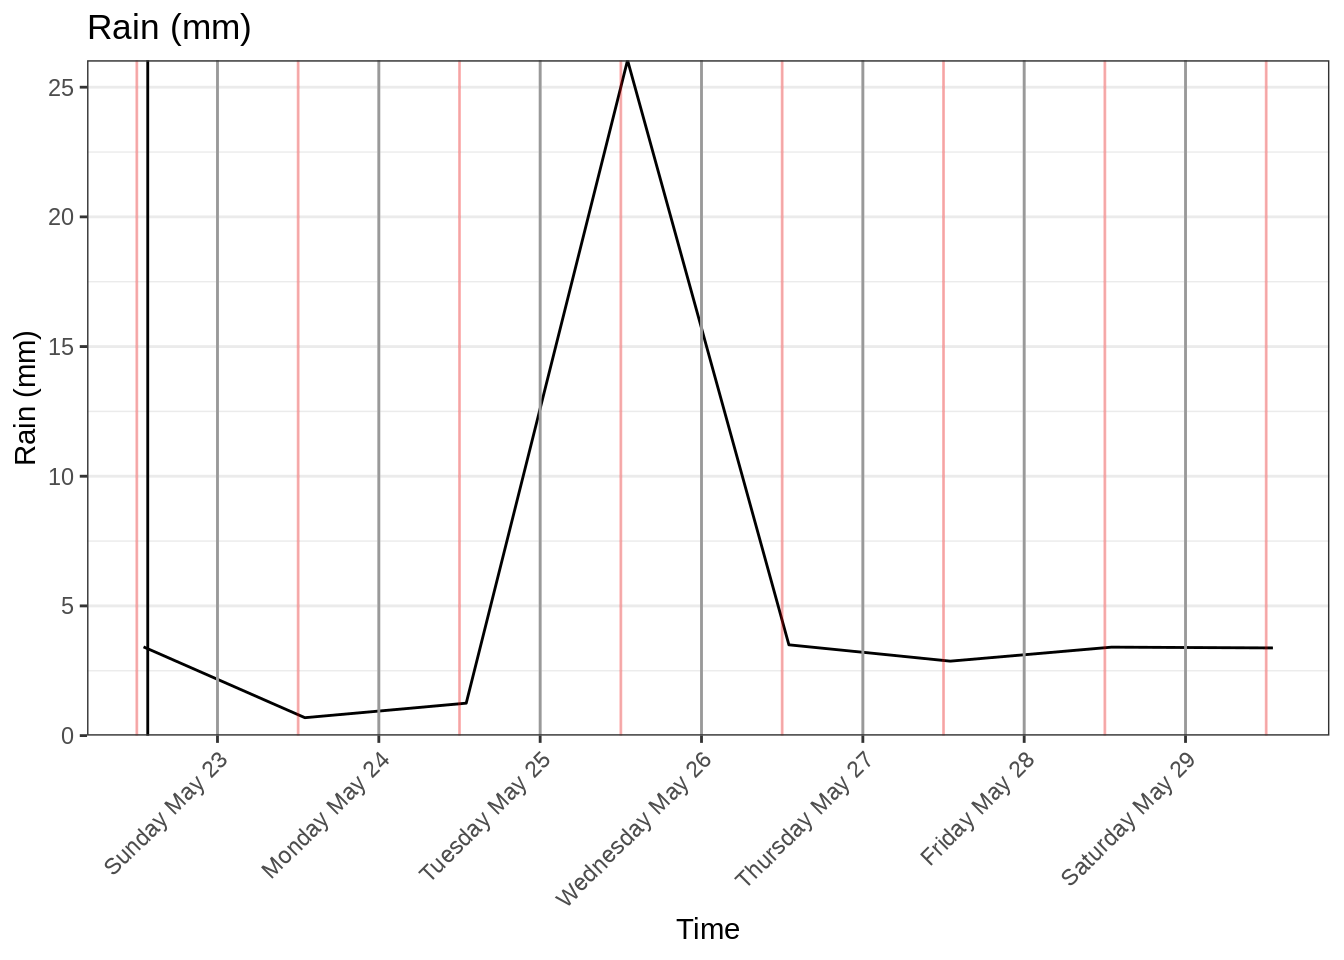 Rain (mm)
Rain (mm)
25
20
15
10
5
0
Sunday May 23
Monday May 24
Tuesday May 25
Wednesday May 26
Thursday May 27
Friday May 28
Saturday May 29
Time